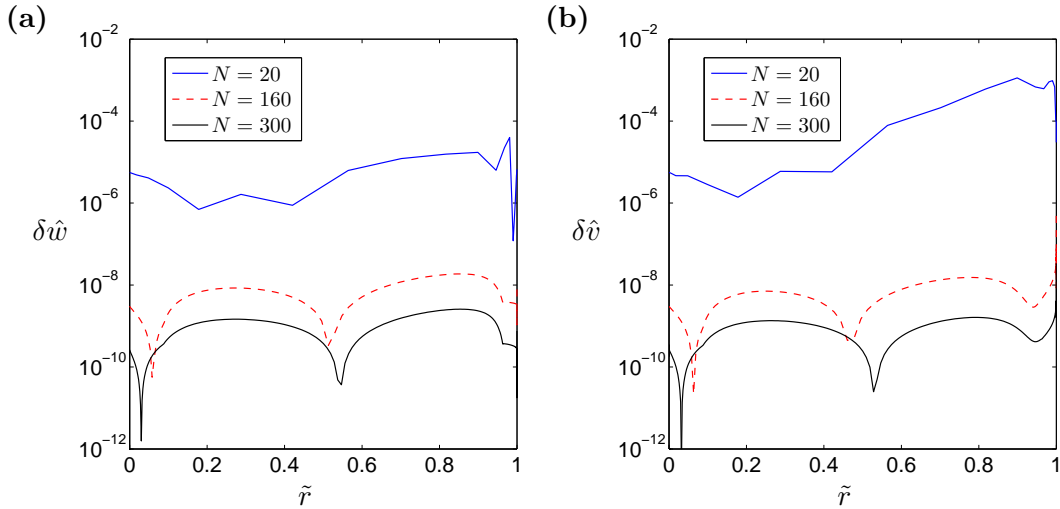 (a)
10⁻²
10⁻⁴
10⁻⁶
10⁻⁸
10⁻¹⁰
10⁻¹²
δŵ
N = 20
N = 160
N = 300
0 0.2 0.4 0.6 0.8 1
r̃
(b)
10⁻²
10⁻⁴
10⁻⁶
10⁻⁸
10⁻¹⁰
10⁻¹²
δv̂
N = 20
N = 160
N = 300
0 0.2 0.4 0.6 0.8 1
r̃